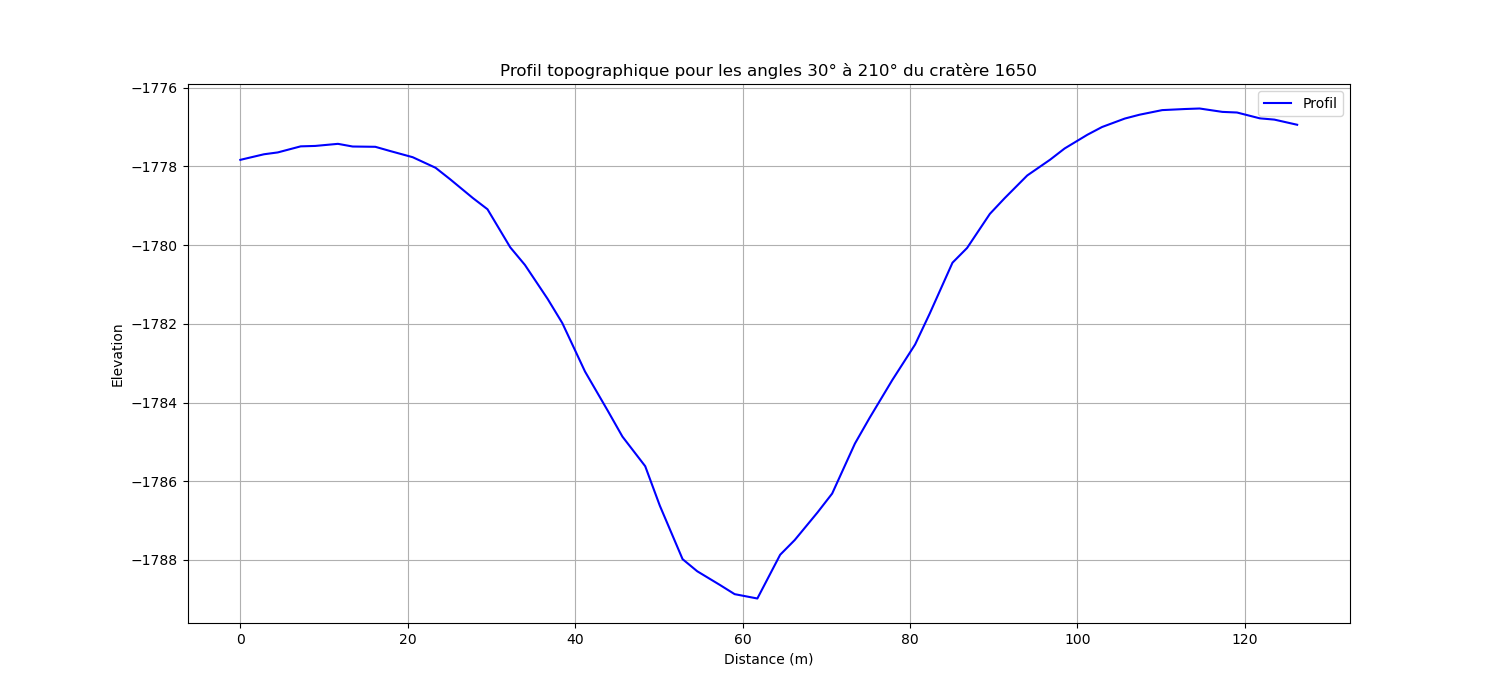 Profil topographique pour les angles 30° à 210° du cratère 1650
Profil
−1776
−1778
−1780
−1782
−1784
−1786
−1788
Elevation
0 20 40 60 80 100 120
Distance (m)